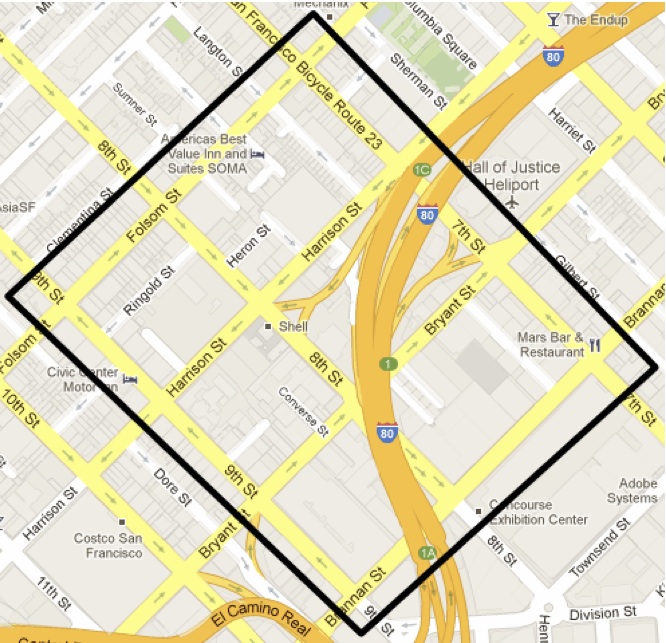 Mechanix
The Endup
80
San Francisco Bicycle Route 23
Columbia Square
Langton St
Sherman St
Sumner St
Harriet St
8th St
Americas Best
Value Inn and
Suites SOMA
1C
Hall of Justice
Heliport
AsiaSF
Clementina St
Folsom St
80
Harrison St
Heron St
7th St
Gilbert St
9th St
Ringold St
Bryant St
Brannan
Shell
Mars Bar &
Restaurant
Folsom St
Harrison St
8th St
1
Civic Center
Motor Inn
Converse St
7th St
10th St
80
9th St
Dore St
Adobe
Systems
Harrison St
Concourse
Exhibition Center
Bryant
Costco San
Francisco
8th St
Townsend St
1A
11th St
Brannan St
El Camino Real
9th St
Division St